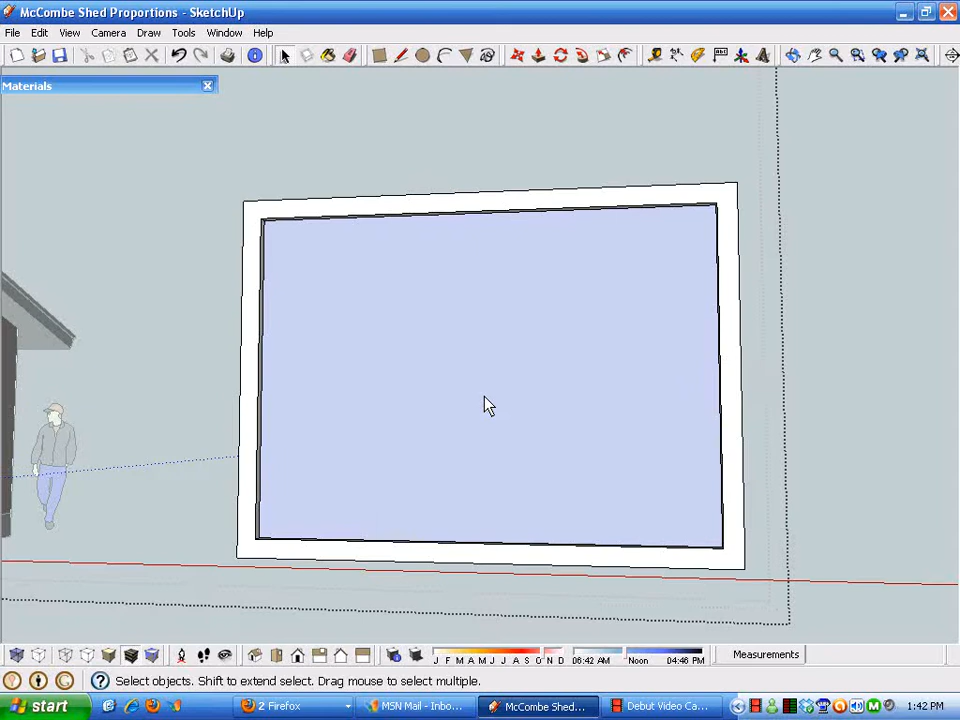 McCombe Shed Proportions - SketchUp
File Edit View Camera Draw Tools Window Help
Materials
J F M A M J J A S O N D 06:42 AM Noon 04:46 PM Measurements
Select objects. Shift to extend select. Drag mouse to select multiple.
start 2 Firefox MSN Mail - Inbo... McCombe Shed... Debut Video Ca... 1:42 PM